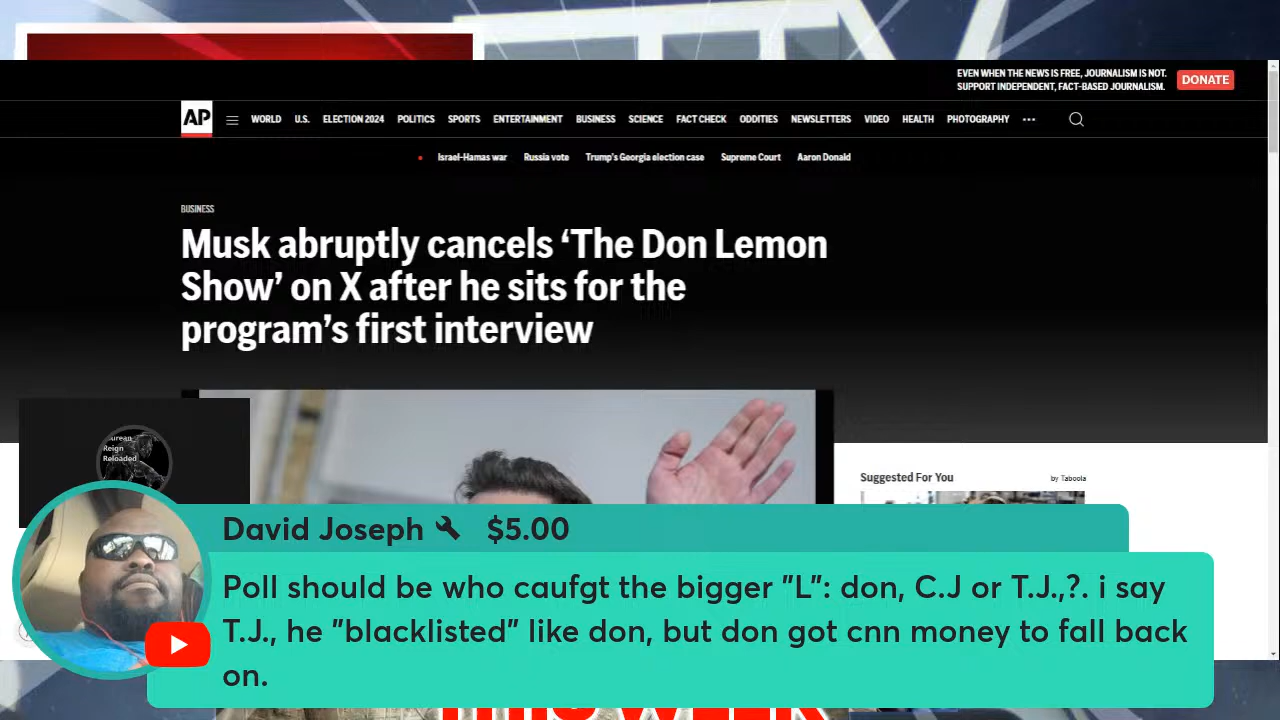 EVEN WHEN THE NEWS IS FREE, JOURNALISM IS NOT.
SUPPORT INDEPENDENT, FACT-BASED JOURNALISM.
DONATE
AP
WORLD U.S. ELECTION 2024 POLITICS SPORTS ENTERTAINMENT BUSINESS SCIENCE FACT CHECK ODDITIES NEWSLETTERS VIDEO HEALTH PHOTOGRAPHY
Israel-Hamas war Russia vote Trump's Georgia election case Supreme Court Aaron Donald
BUSINESS
Musk abruptly cancels ‘The Don Lemon
Show’ on X after he sits for the
program’s first interview
Reign
Reloaded
Suggested For You by Taboola
David Joseph $5.00
Poll should be who caufgt the bigger "L": don, C.J or T.J.,?. i say
T.J., he "blacklisted" like don, but don got cnn money to fall back
on.